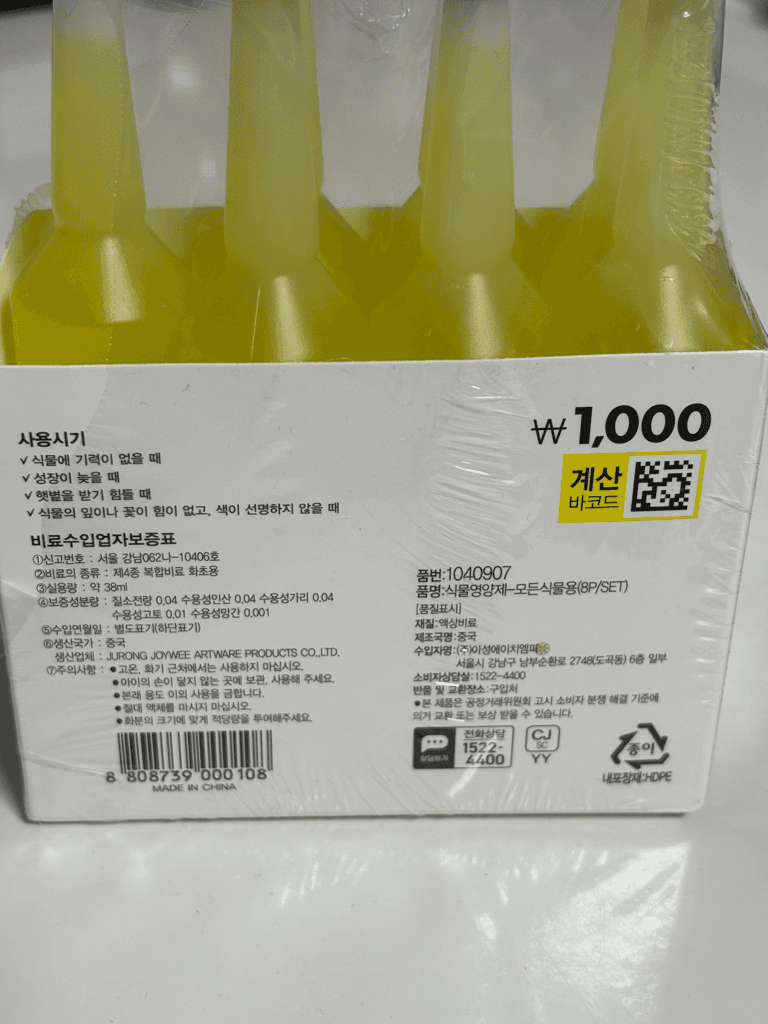 사용시기
✓식물에 기력이 없을 때
✓성장이 늦을 때
✓햇볕을 받기 힘들 때
✓식물의 잎이나 꽃이 힘이 없고, 색이 선명하지 않을 때
₩1,000
계산
바코드
비료수입업자보증표
①신고번호 : 서울 강남062나-10406호
②비료의 종류 : 제4종 복합비료 화초용
③실용량 : 약 38ml
④보증성분량 : 질소전량 0.04 수용성인산 0.04 수용성가리 0.04
수용성고토 0.01 수용성망간 0.001
⑤수입연월일 : 별도표기(하단표기)
⑥생산국가 : 중국
생산업체 : JURONG JOYWEE ARTWARE PRODUCTS CO.,LTD.
⑦주의사항 : ●고온, 화기 근처에서는 사용하지 마십시오.
●아이의 손이 닿지 않는 곳에 보관, 사용해 주세요.
●본래 용도 이외의 사용을 금합니다.
●절대 액체를 마시지 마십시오.
●화분의 크기에 맞게 적당량을 투여해주세요.
8 808739 000108
MADE IN CHINA
품번:1040907
품명:식물영양제-모든식물용(8P/SET)
[품질표시]
재질:액상비료
제조국명:중국
수입자명:(주)아성에이치엠피
서울시 강남구 남부순환로 2748(도곡동) 6층 일부
소비자상담실:1522-4400
반품 및 교환장소:구입처
●본 제품은 공정거래위원회 고시 소비자 분쟁 해결 기준에
의거 교환 또는 보상 받을 수 있습니다.
상담하기
전화상담
1522-
4400
CJ
SC
YY
종이
내포장재:HDPE